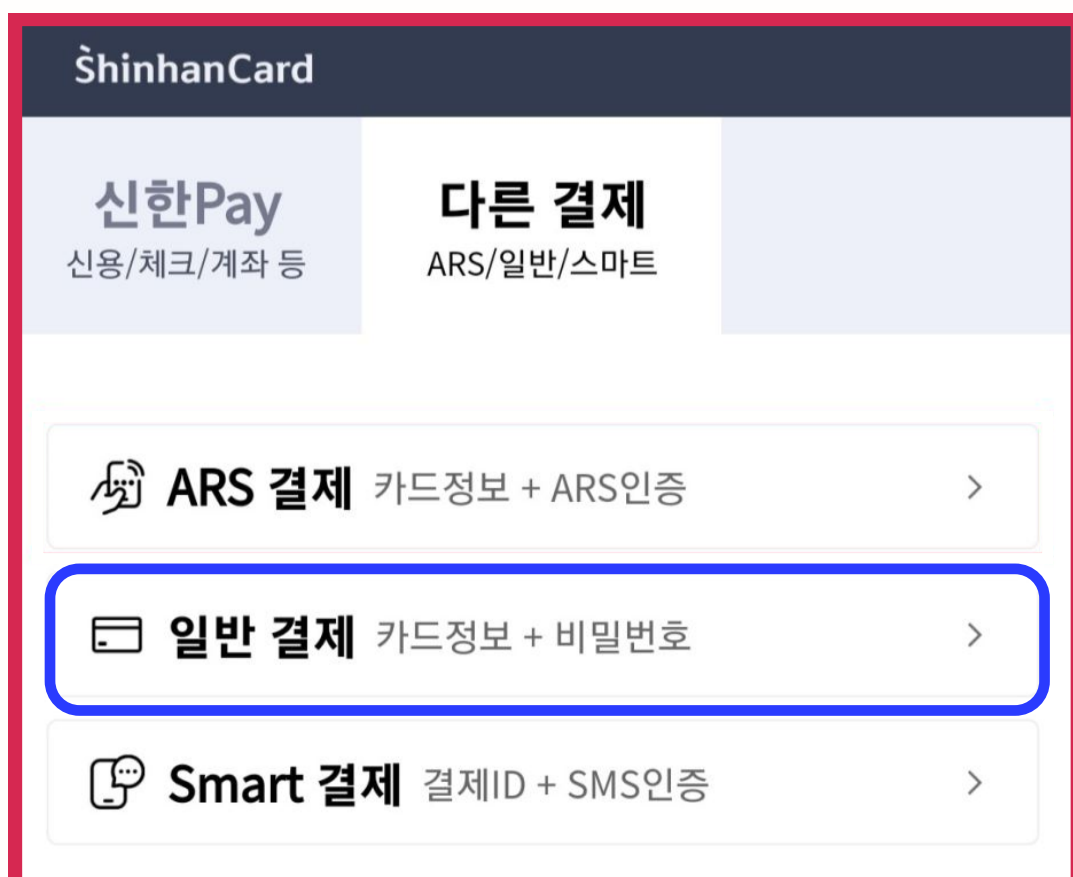 ShinhanCard
신한Pay
신용/체크/계좌 등
다른 결제
ARS/일반/스마트
ARS 결제 카드정보 + ARS인증
일반 결제 카드정보 + 비밀번호
Smart 결제 결제ID + SMS인증